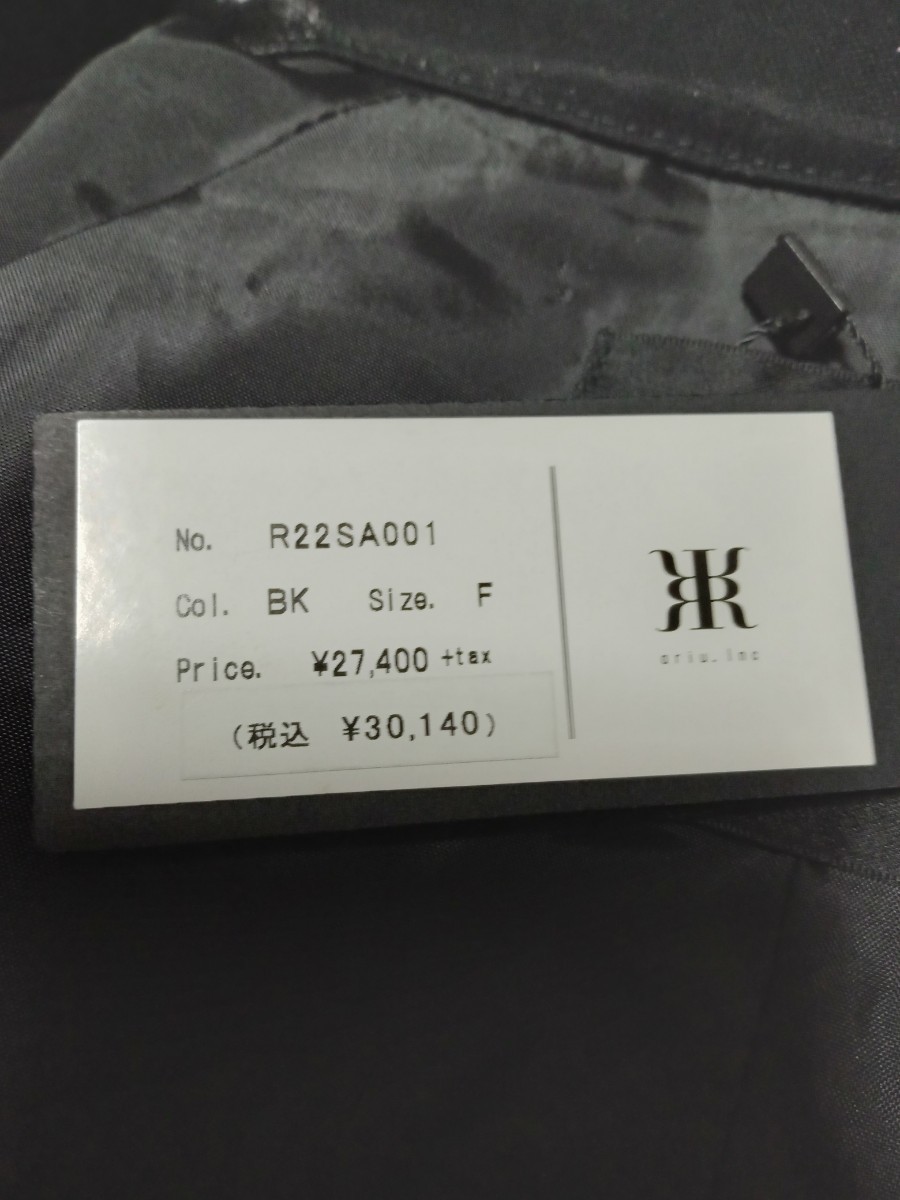 No. R22SA001
Col. BK Size. F
Price. ¥27,400 +tax
(税込 ¥30,140)